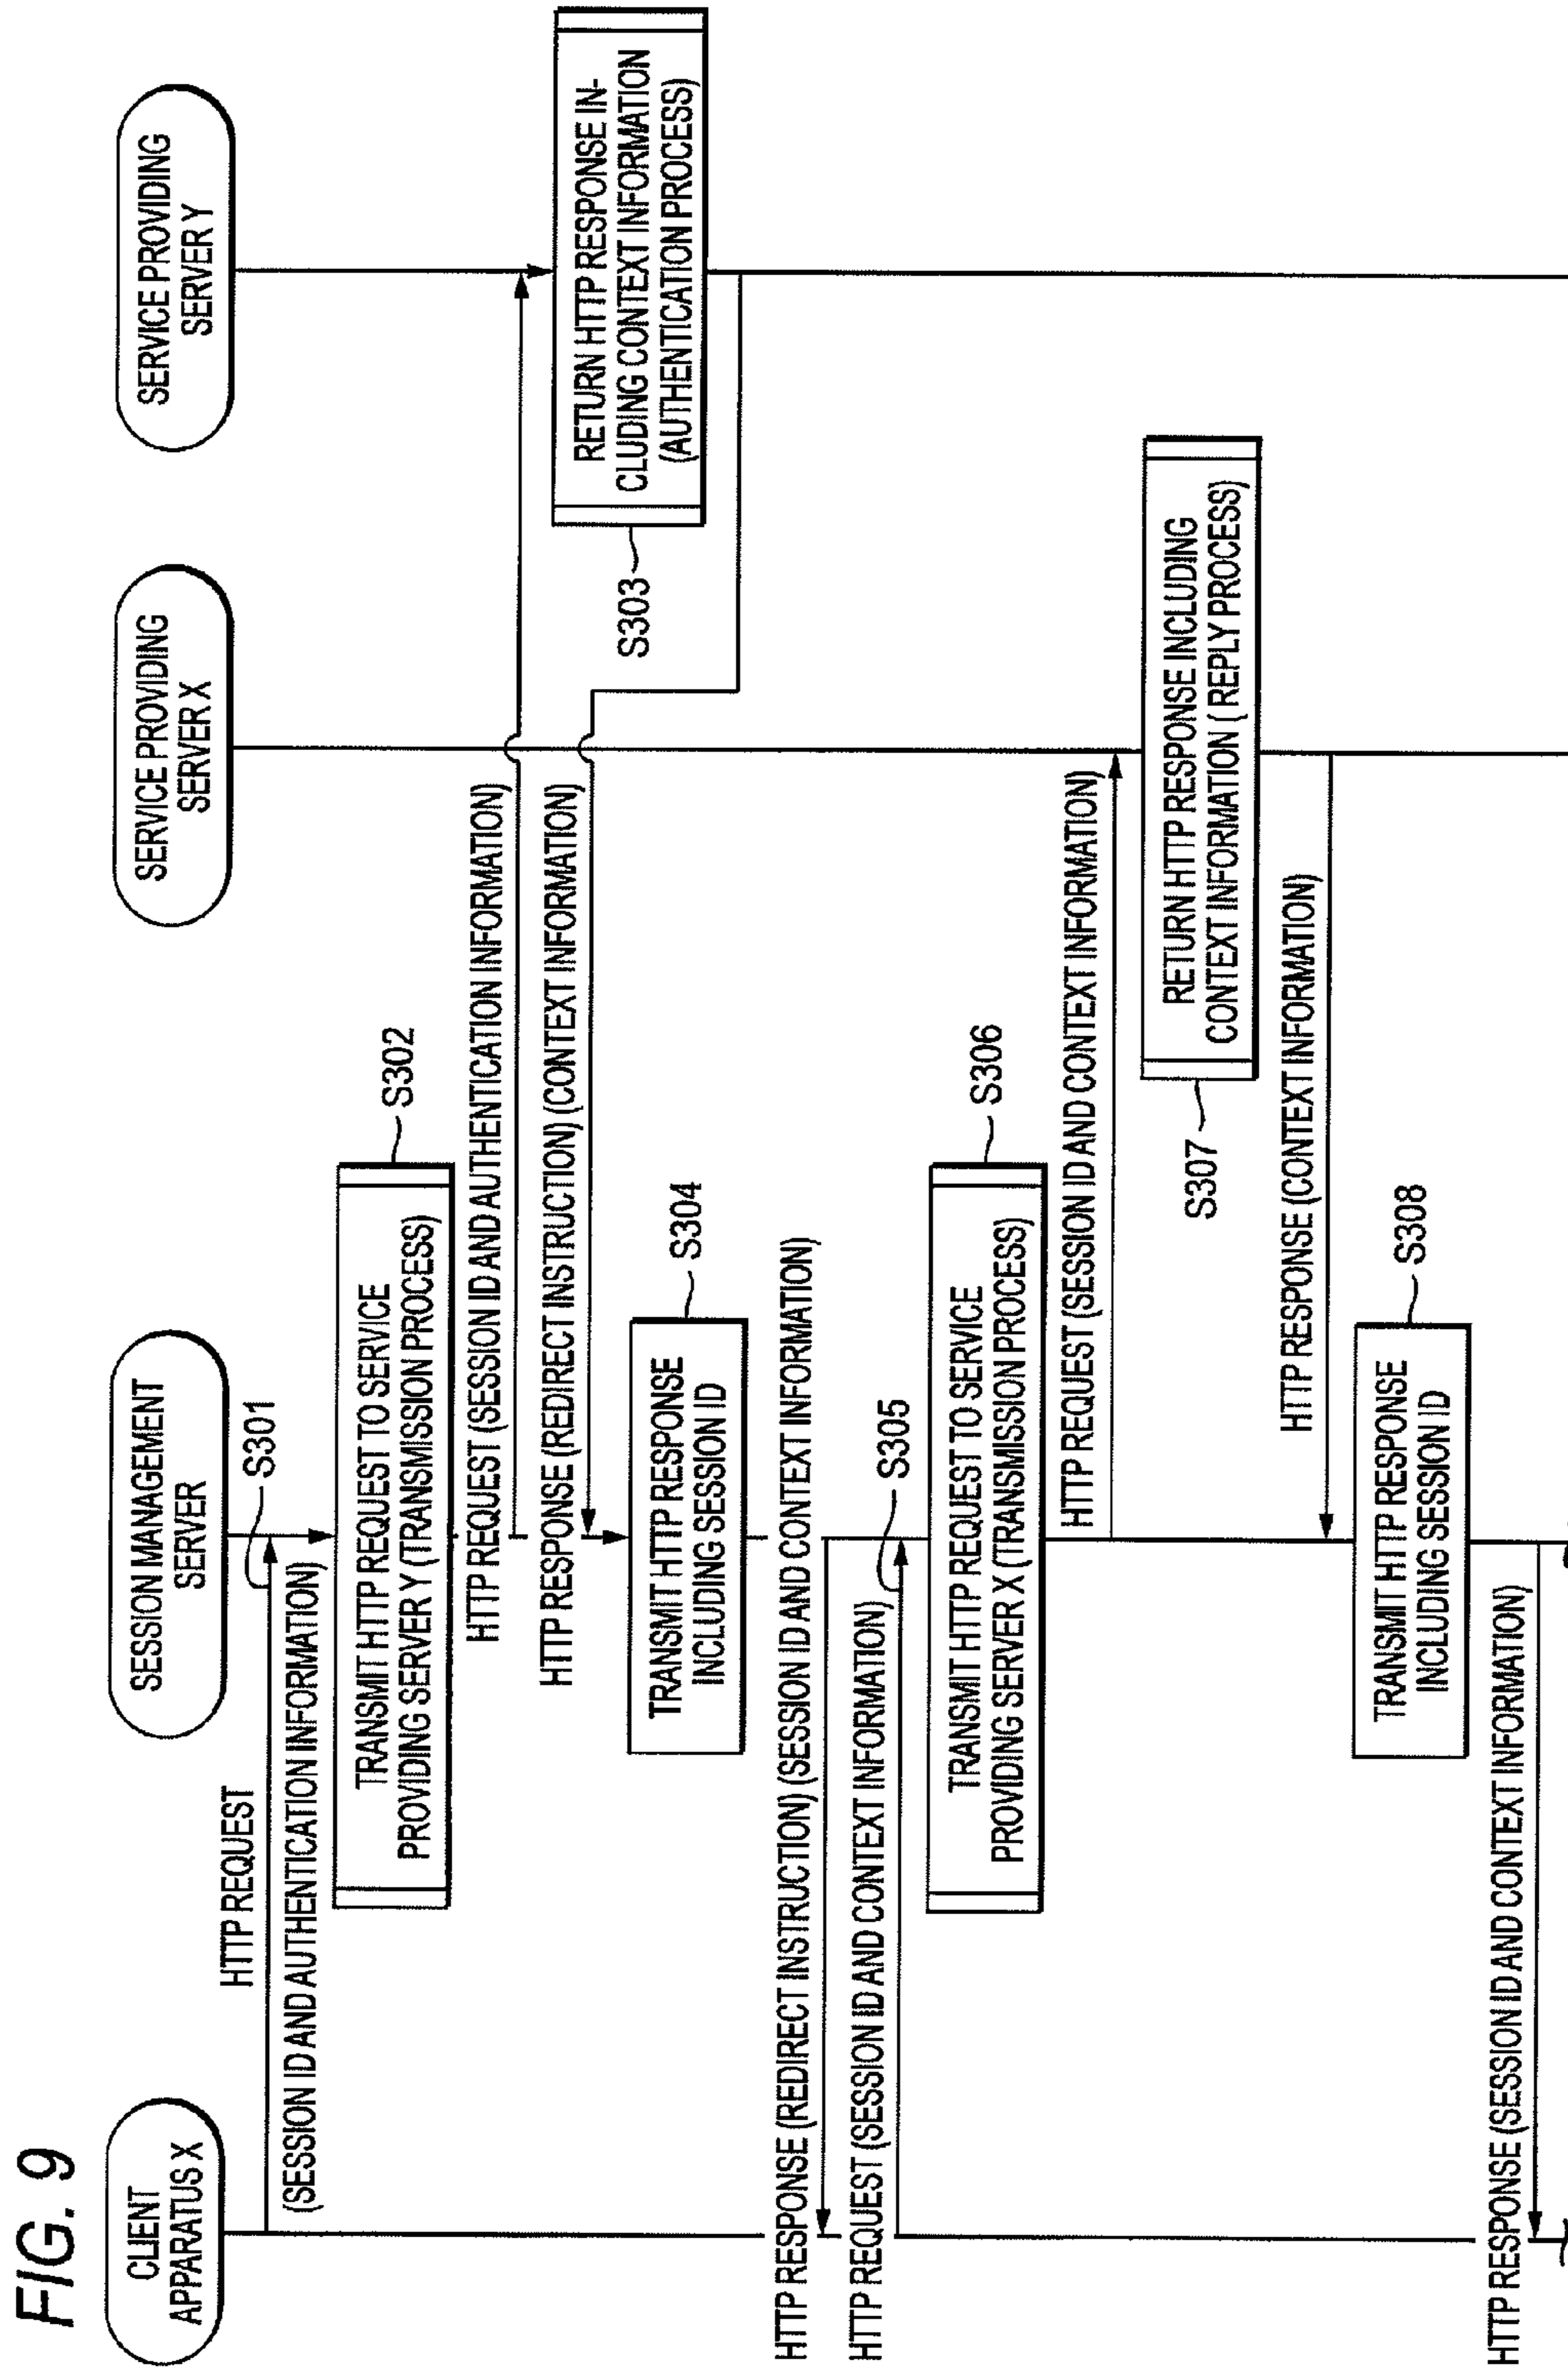 FIG. 9
CLIENT
APPARATUS X
SESSION MANAGEMENT
SERVER
SERVICE PROVIDING
SERVER X
SERVICE PROVIDING
SERVER Y
HTTP REQUEST
S301
(SESSION ID AND AUTHENTICATION INFORMATION)
S302
TRANSMIT HTTP REQUEST TO SERVICE
PROVIDING SERVER Y (TRANSMISSION PROCESS)
HTTP REQUEST (SESSION ID AND AUTHENTICATION INFORMATION)
RETURN HTTP RESPONSE IN-
CLUDING CONTEXT INFORMATION
(AUTHENTICATION PROCESS)
S303
HTTP RESPONSE (REDIRECT INSTRUCTION) (CONTEXT INFORMATION)
S304
TRANSMIT HTTP RESPONSE
INCLUDING SESSION ID
HTTP RESPONSE (REDIRECT INSTRUCTION) (SESSION ID AND CONTEXT INFORMATION)
HTTP REQUEST (SESSION ID AND CONTEXT INFORMATION)
S305
S306
TRANSMIT HTTP REQUEST TO SERVICE
PROVIDING SERVER X (TRANSMISSION PROCESS)
HTTP REQUEST (SESSION ID AND CONTEXT INFORMATION)
RETURN HTTP RESPONSE INCLUDING
CONTEXT INFORMATION ( REPLY PROCESS)
S307
HTTP RESPONSE (CONTEXT INFORMATION)
S308
TRANSMIT HTTP RESPONSE
INCLUDING SESSION ID
HTTP RESPONSE (SESSION ID AND CONTEXT INFORMATION)